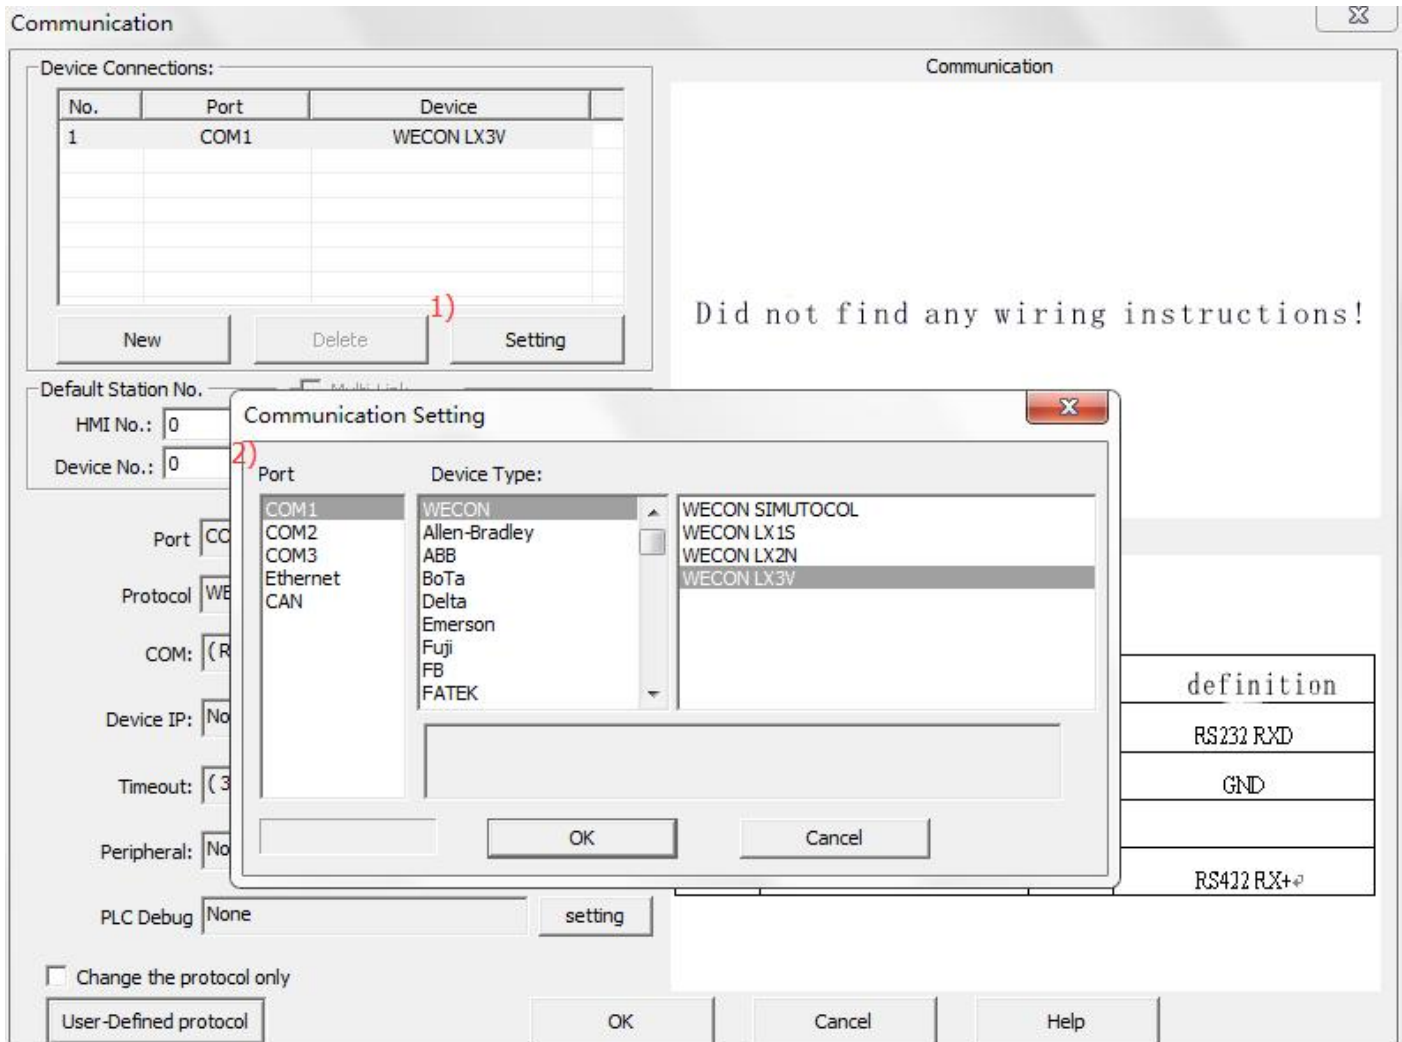 Communication
Device Connections:
No. Port Device
1 COM1 WECON LX3V
1)
New Delete Setting
Communication
Did not find any wiring instructions!
Default Station No.
HMI No.: 0
Device No.: 0
Port
Protocol
COM:
Device IP:
Timeout:
Peripheral:
PLC Debug None setting
Change the protocol only
User-Defined protocol OK Cancel Help
Communication Setting
2)
Port
COM1
COM2
COM3
Ethernet
CAN
Device Type:
WECON
Allen-Bradley
ABB
BoTa
Delta
Emerson
Fuji
FB
FATEK
WECON SIMUTOCOL
WECON LX1S
WECON LX2N
WECON LX3V
OK Cancel
definition
RS232 RXD
GND
RS422 RX+